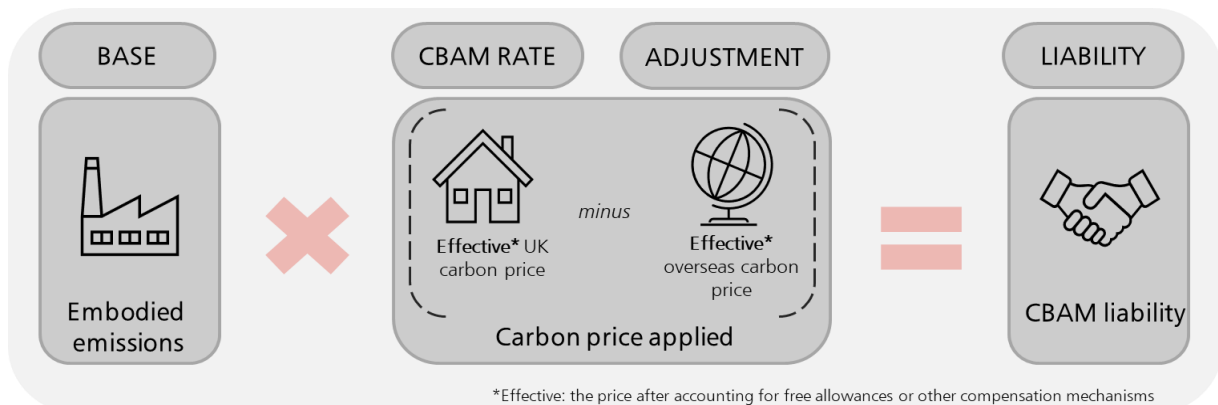 BASE
CBAM RATE
ADJUSTMENT
LIABILITY
Embodied
emissions
Effective* UK
carbon price
minus
Effective*
overseas carbon
price
Carbon price applied
CBAM liability
*Effective: the price after accounting for free allowances or other compensation mechanisms